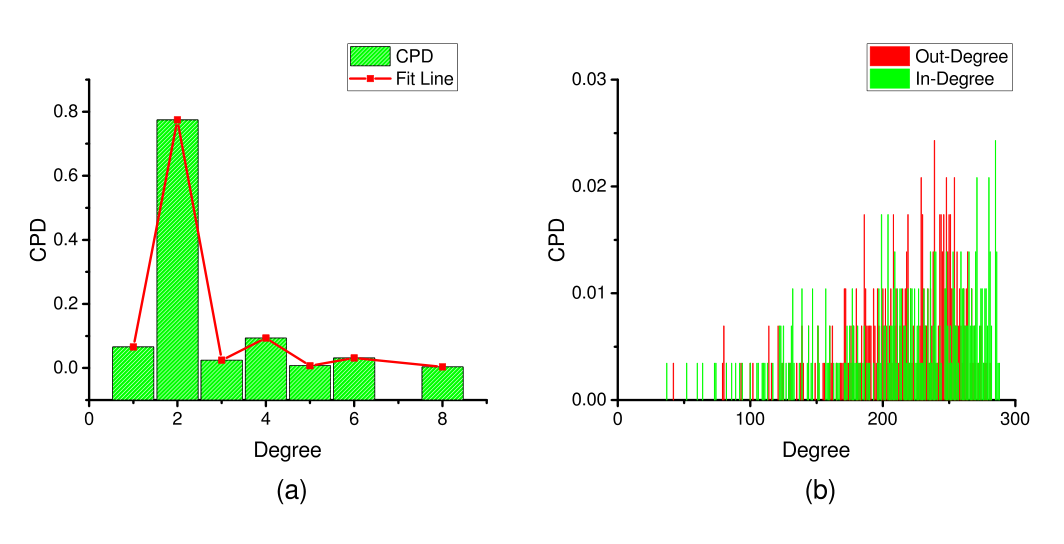 CPD
Fit Line
0.8
0.6
0.4
0.2
0.0
CPD
0 2 4 6 8
Degree
(a)
Out-Degree
In-Degree
0.03
0.02
0.01
0.00
CPD
0 100 200 300
Degree
(b)